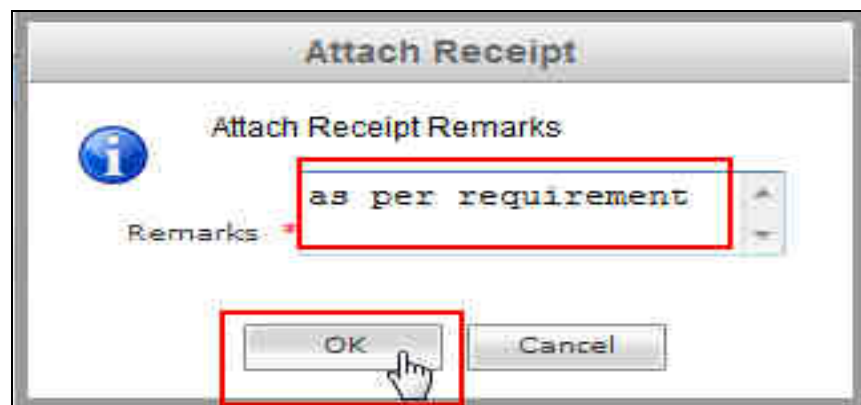 Attach Receipt
Attach Receipt Remarks
as per requirement
Remarks *
OK Cancel